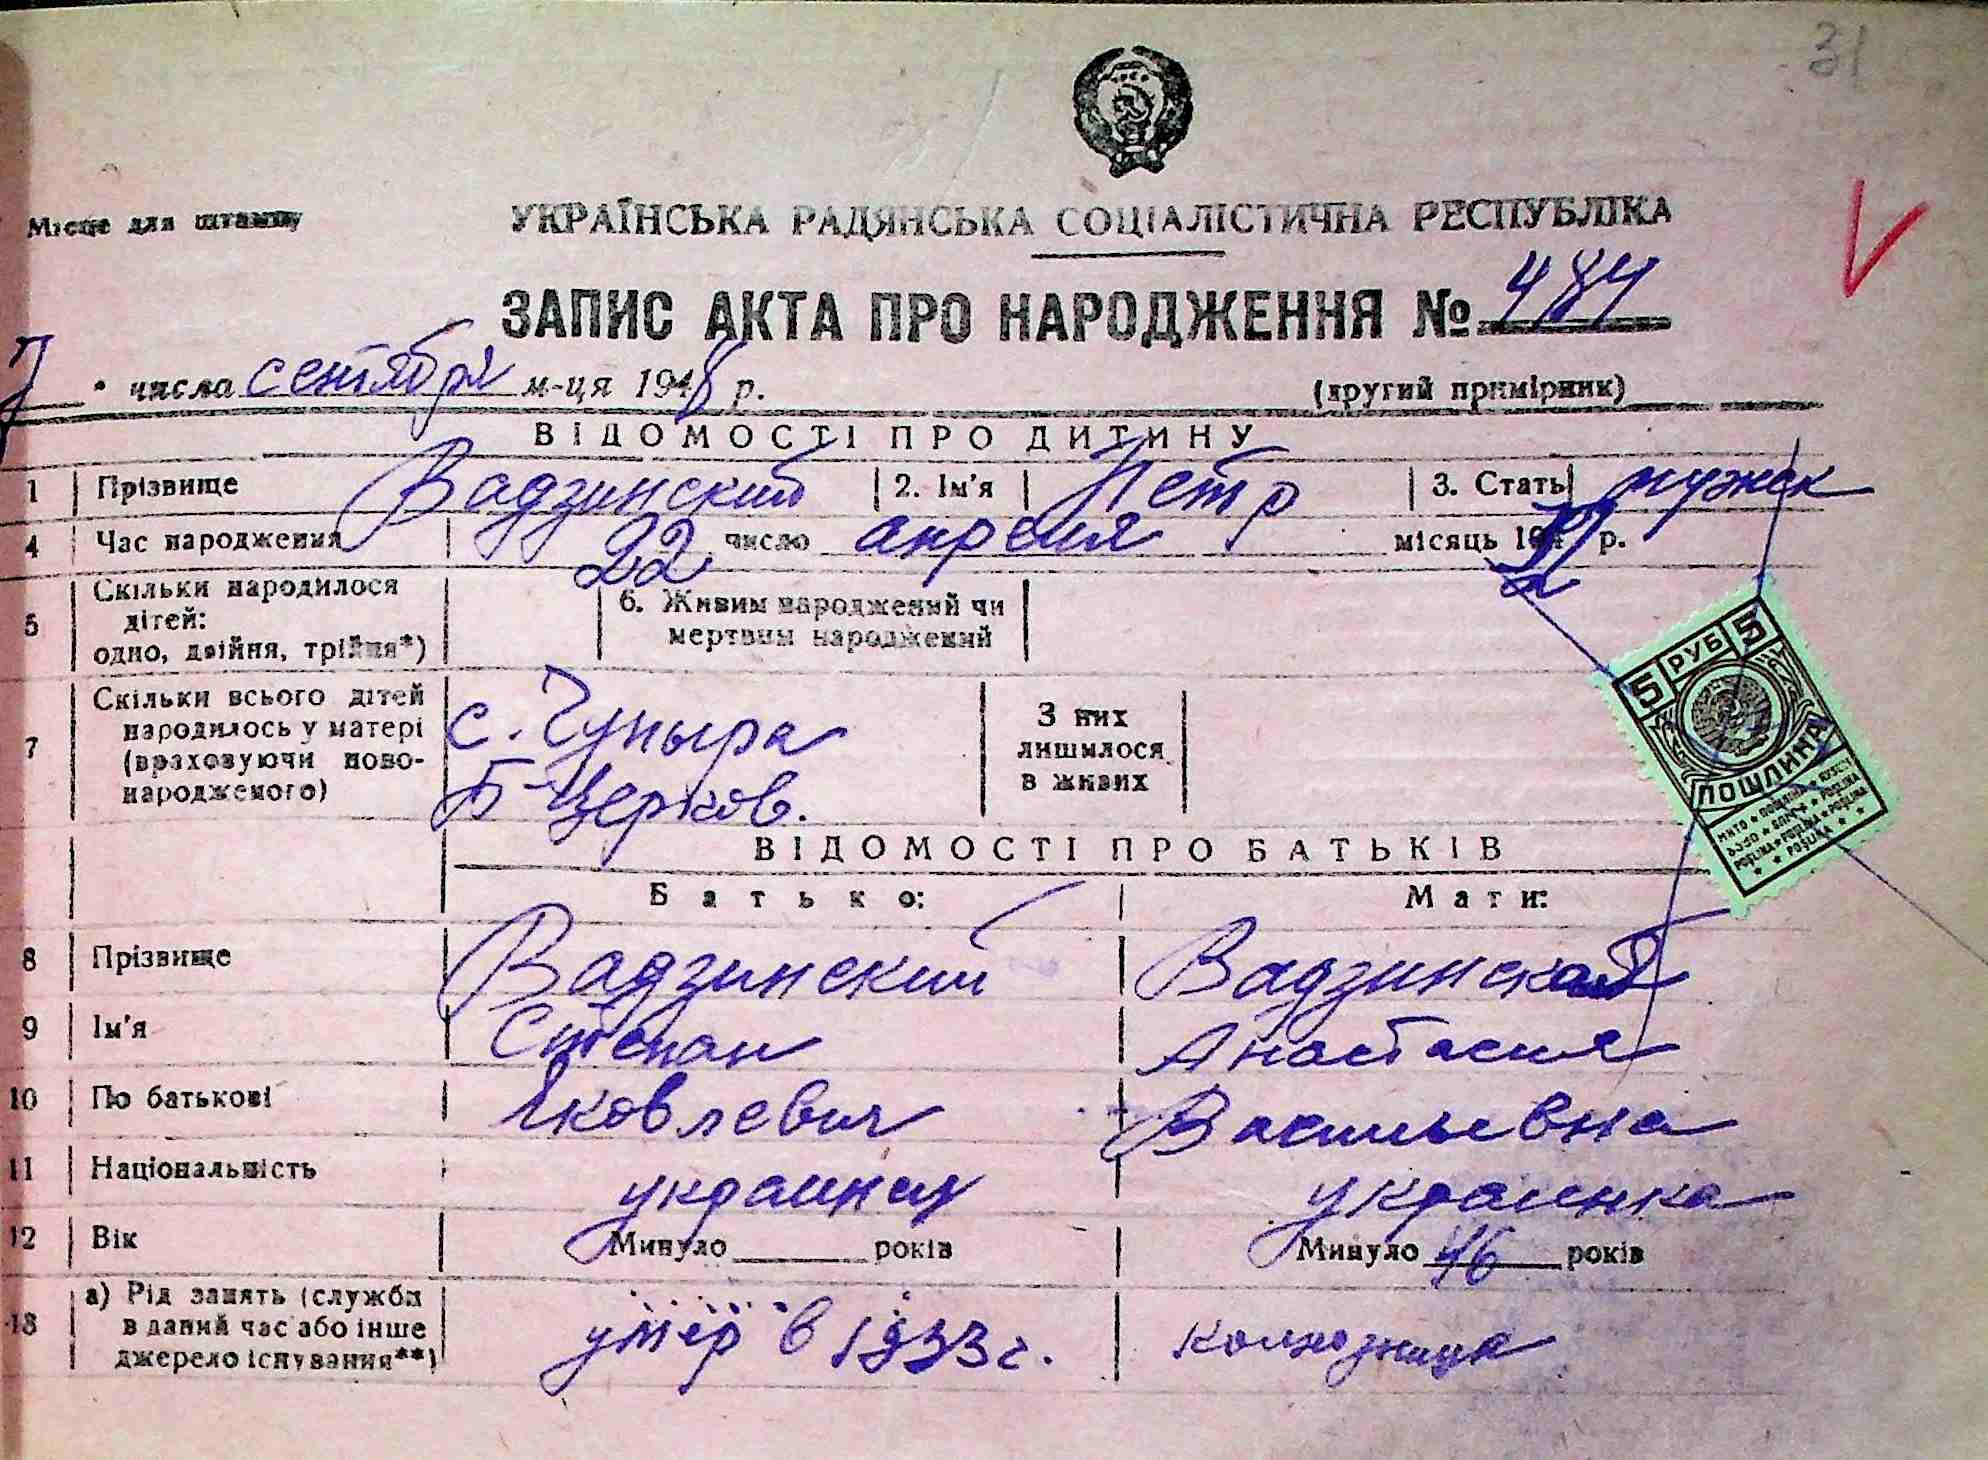 31
Місце для штампу
УКРАЇНСЬКА РАДЯНСЬКА СОЦІАЛІСТИЧНА РЕСПУБЛІКА
ЗАПИС АКТА ПРО НАРОДЖЕННЯ № 484
7 числа сентября м-ця 1948 р. (другий примірник)
ВІДОМОСТІ ПРО ДИТИНУ
1 Прізвище Вадзинский 2. Ім'я Петр 3. Стать мужск
4 Час народження 22 число апреля місяць р.
5 Скільки народилося дітей: одно, двійня, трійня*) 6. Живим народжений чи мертвим народжений
7 Скільки всього дітей народилось у матері (враховуючи новонародженого) с. Чупыра Б-Церков. З них лишилося в живих
5 РУБ 5
ПОШЛИНА
ВІДОМОСТІ ПРО БАТЬКІВ
Батько: Мати:
8 Прізвище Вадзинский Вадзинская
9 Ім'я Степан Анастасия
10 По батькові Яковлевич Васильевна
11 Національність украинец украинка
12 Вік Минуло років Минуло 46 років
13 а) Рід занять (служба в даний час або інше джерело існування**) умер в 1933 г. колхозница